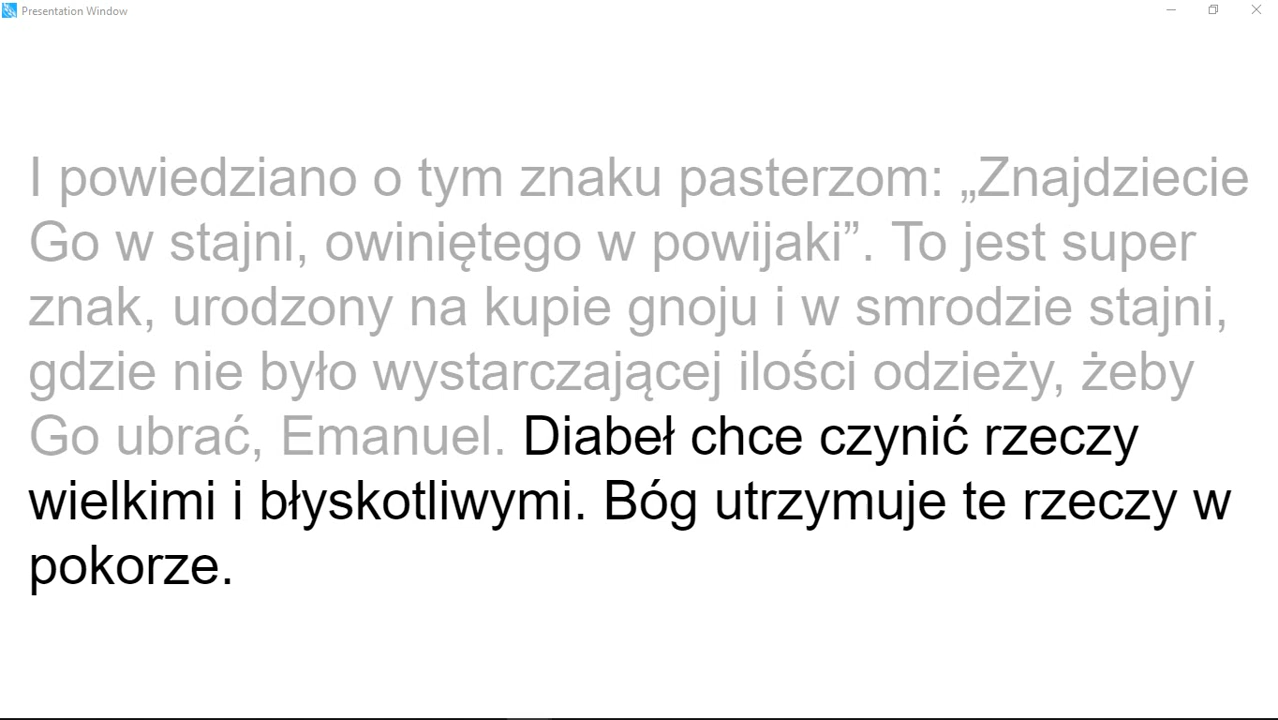 Presentation Window
I powiedziano o tym znaku pasterzom: „Znajdziecie
Go w stajni, owiniętego w powijaki”. To jest super
znak, urodzony na kupie gnoju i w smrodzie stajni,
gdzie nie było wystarczającej ilości odzieży, żeby
Go ubrać, Emanuel. Diabeł chce czynić rzeczy
wielkimi i błyskotliwymi. Bóg utrzymuje te rzeczy w
pokorze.